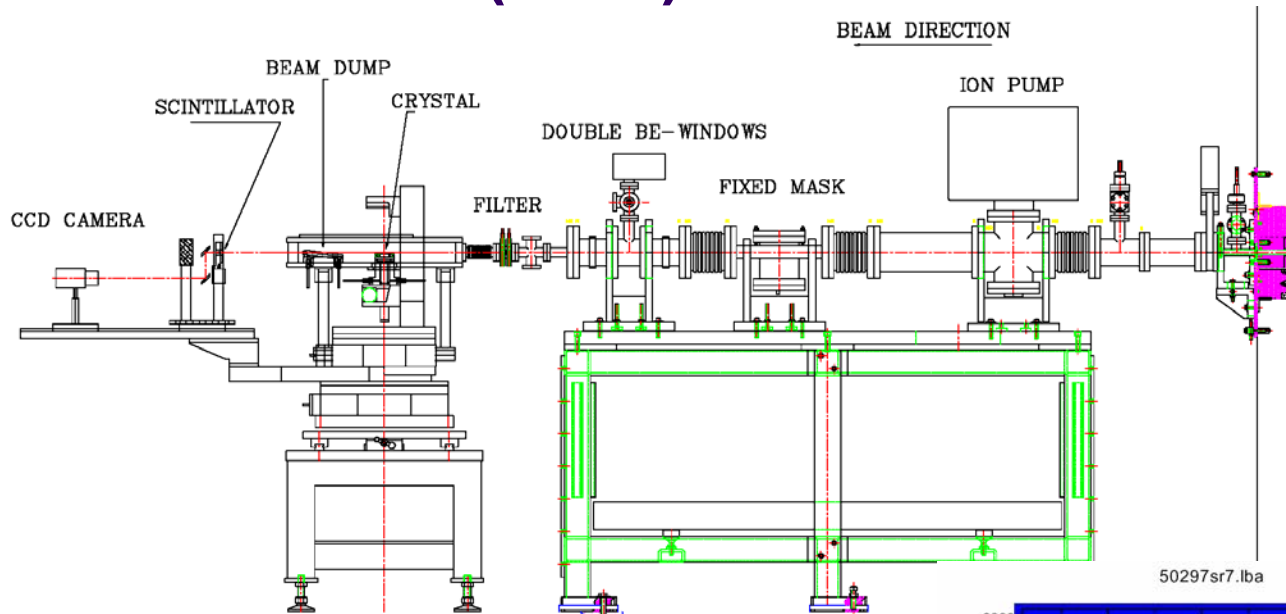 BEAM DIRECTION
BEAM DUMP
ION PUMP
SCINTILLATOR
CRYSTAL
DOUBLE BE-WINDOWS
FIXED MASK
FILTER
CCD CAMERA
50297sr7.lba